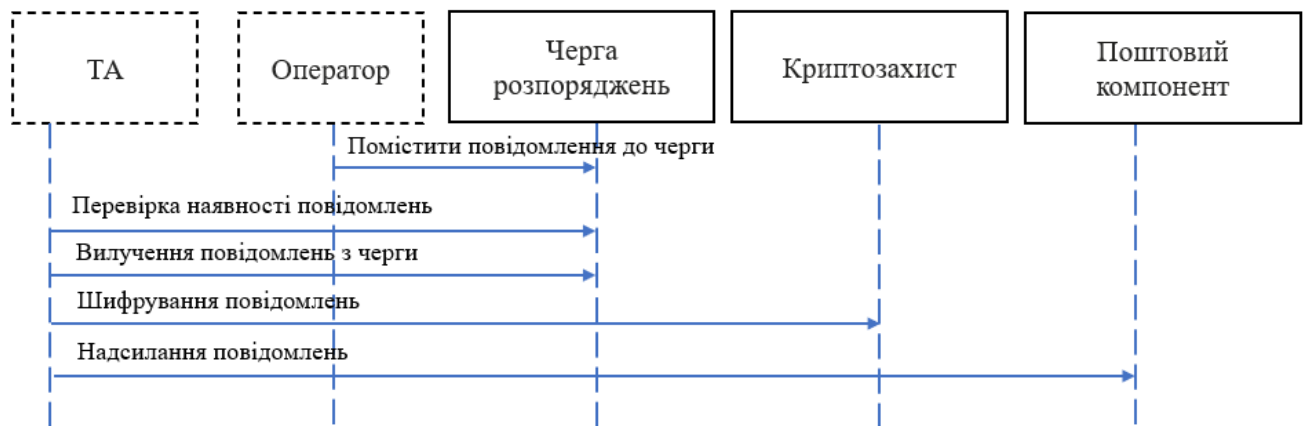 ТА
Оператор
Черга
розпоряджень
Криптозахист
Поштовий
компонент
Помістити повідомлення до черги
Перевірка наявності повідомлень
Вилучення повідомлень з черги
Шифрування повідомлень
Надсилання повідомлень